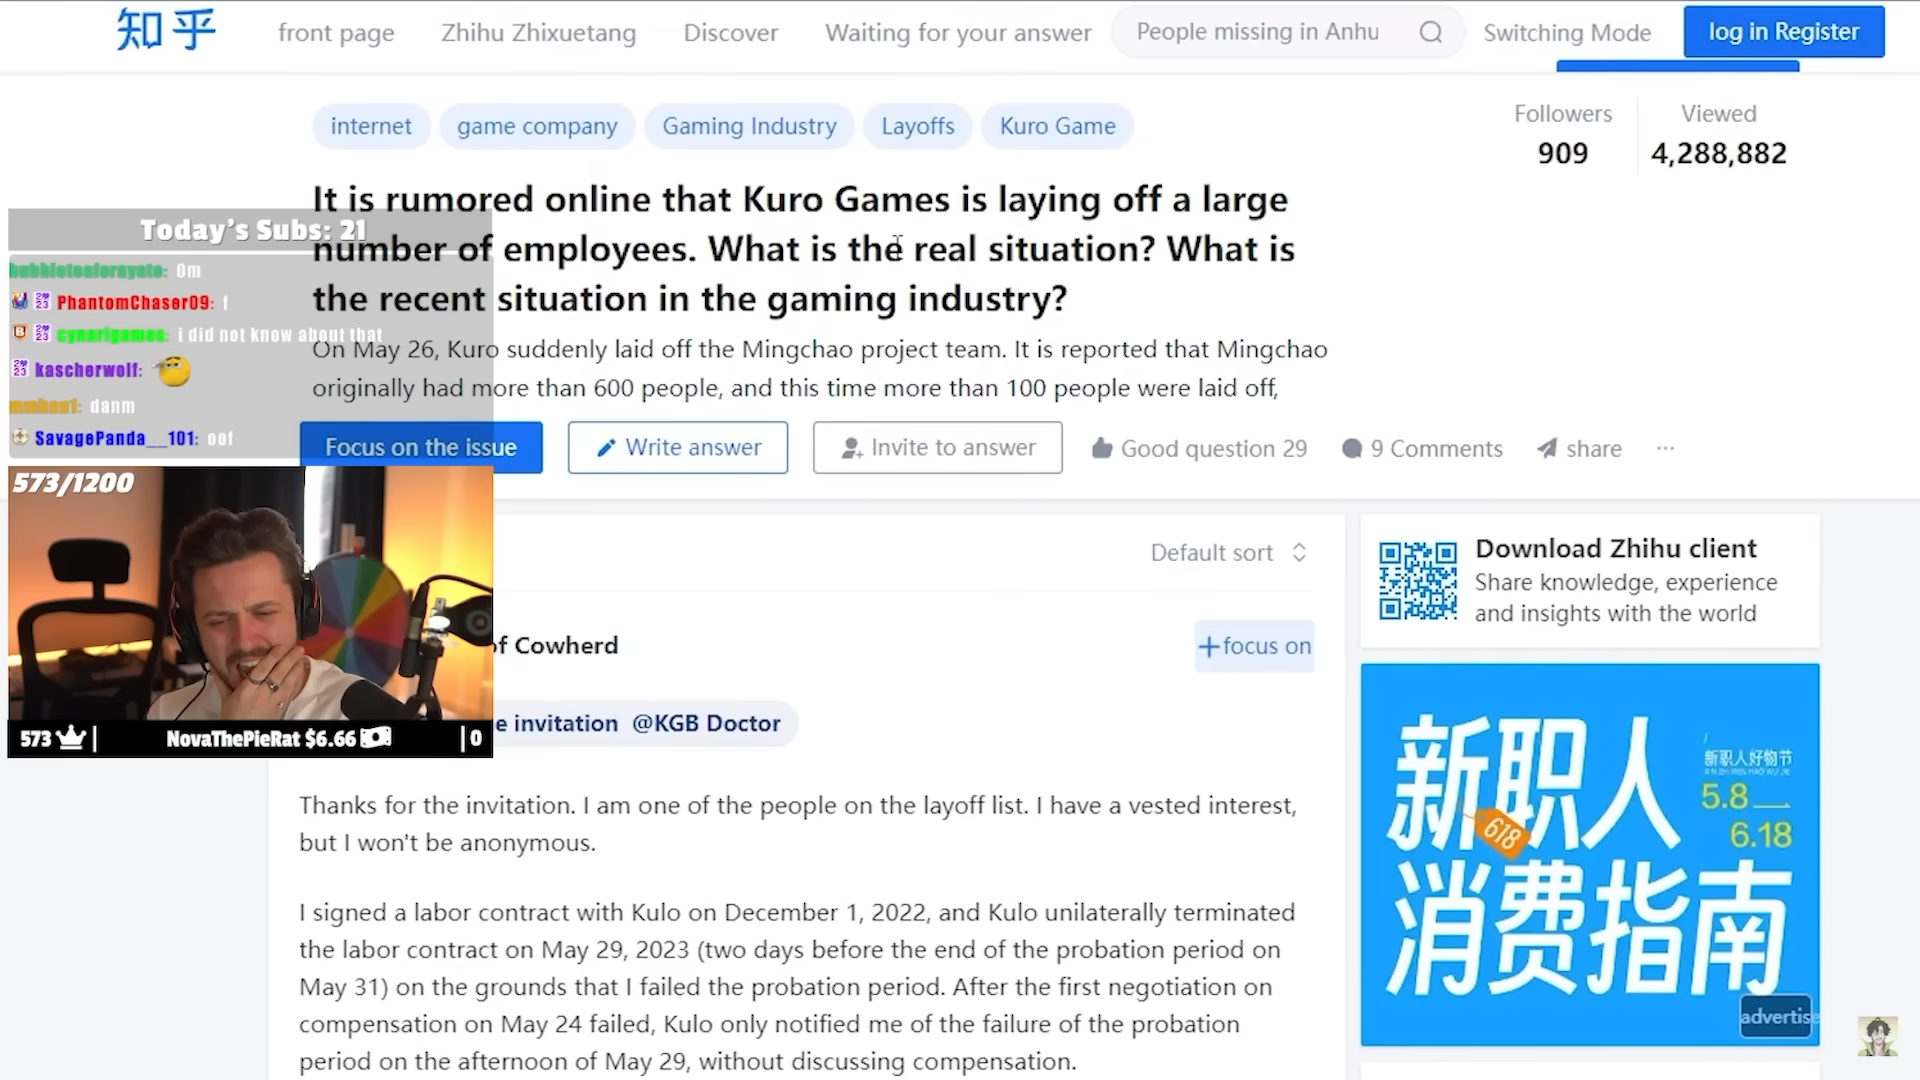 知乎
front page
Zhihu Zhixuetang
Discover
Waiting for your answer
People missing in Anhu
Switching Mode
log in Register
internet
game company
Gaming Industry
Layoffs
Kuro Game
Followers
909
Viewed
4,288,882
It is rumored online that Kuro Games is laying off a large
number of employees. What is the real situation? What is
the recent situation in the gaming industry?
On May 26, Kuro suddenly laid off the Mingchao project team. It is reported that Mingchao
originally had more than 600 people, and this time more than 100 people were laid off,
Focus on the issue
Write answer
Invite to answer
Good question 29
9 Comments
share
Today's Subs: 21
bubbleteaforayato: 0m
PhantomChaser09: f
cynarigames: i did not know about that
kascherwolf:
danm
SavagePanda__101: oof
573/1200
573
NovaThePieRat $6.66
0
Default sort
of Cowherd
+focus on
e invitation @KGB Doctor
Thanks for the invitation. I am one of the people on the layoff list. I have a vested interest,
but I won't be anonymous.
I signed a labor contract with Kulo on December 1, 2022, and Kulo unilaterally terminated
the labor contract on May 29, 2023 (two days before the end of the probation period on
May 31) on the grounds that I failed the probation period. After the first negotiation on
compensation on May 24 failed, Kulo only notified me of the failure of the probation
period on the afternoon of May 29, without discussing compensation.
Download Zhihu client
Share knowledge, experience
and insights with the world
新职人
消费指南
618
新职人好物节
XIN ZHI REN HAO WU JIE
5.8
6.18
advertise